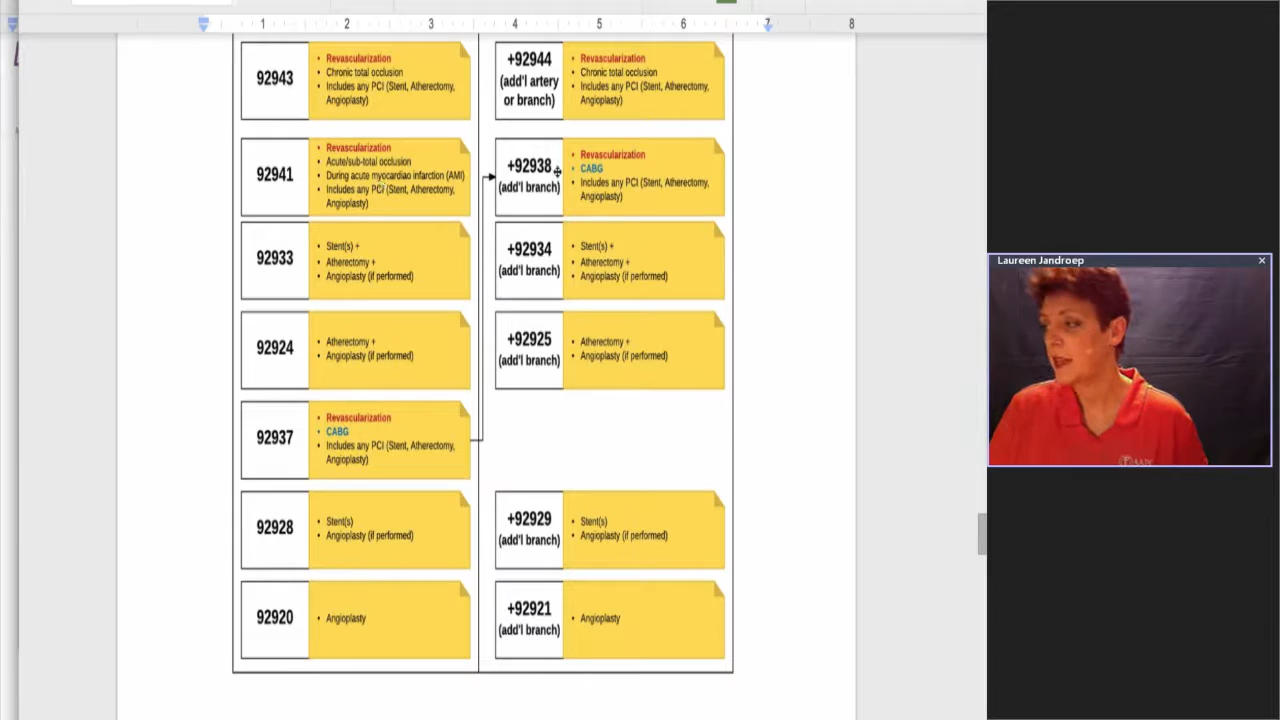 1 2 3 4 5 6 7 8
92943
Revascularization
Chronic total occlusion
Includes any PCI (Stent, Atherectomy,
Angioplasty)
+92944
(add'l artery
or branch)
Revascularization
Chronic total occlusion
Includes any PCI (Stent, Atherectomy,
Angioplasty)
92941
Revascularization
Acute/sub-total occlusion
During acute myocardiao infarction (AMI)
Includes any PCI (Stent, Atherectomy,
Angioplasty)
+92938
(add'l branch)
Revascularization
CABG
Includes any PCI (Stent, Atherectomy,
Angioplasty)
92933
Stent(s) +
Atherectomy +
Angioplasty (if performed)
+92934
(add'l branch)
Stent(s) +
Atherectomy +
Angioplasty (if performed)
92924
Atherectomy +
Angioplasty (if performed)
+92925
(add'l branch)
Atherectomy +
Angioplasty (if performed)
92937
Revascularization
CABG
Includes any PCI (Stent, Atherectomy,
Angioplasty)
92928
Stent(s)
Angioplasty (if performed)
+92929
(add'l branch)
Stent(s)
Angioplasty (if performed)
92920
Angioplasty
+92921
(add'l branch)
Angioplasty
Laureen Jandroep